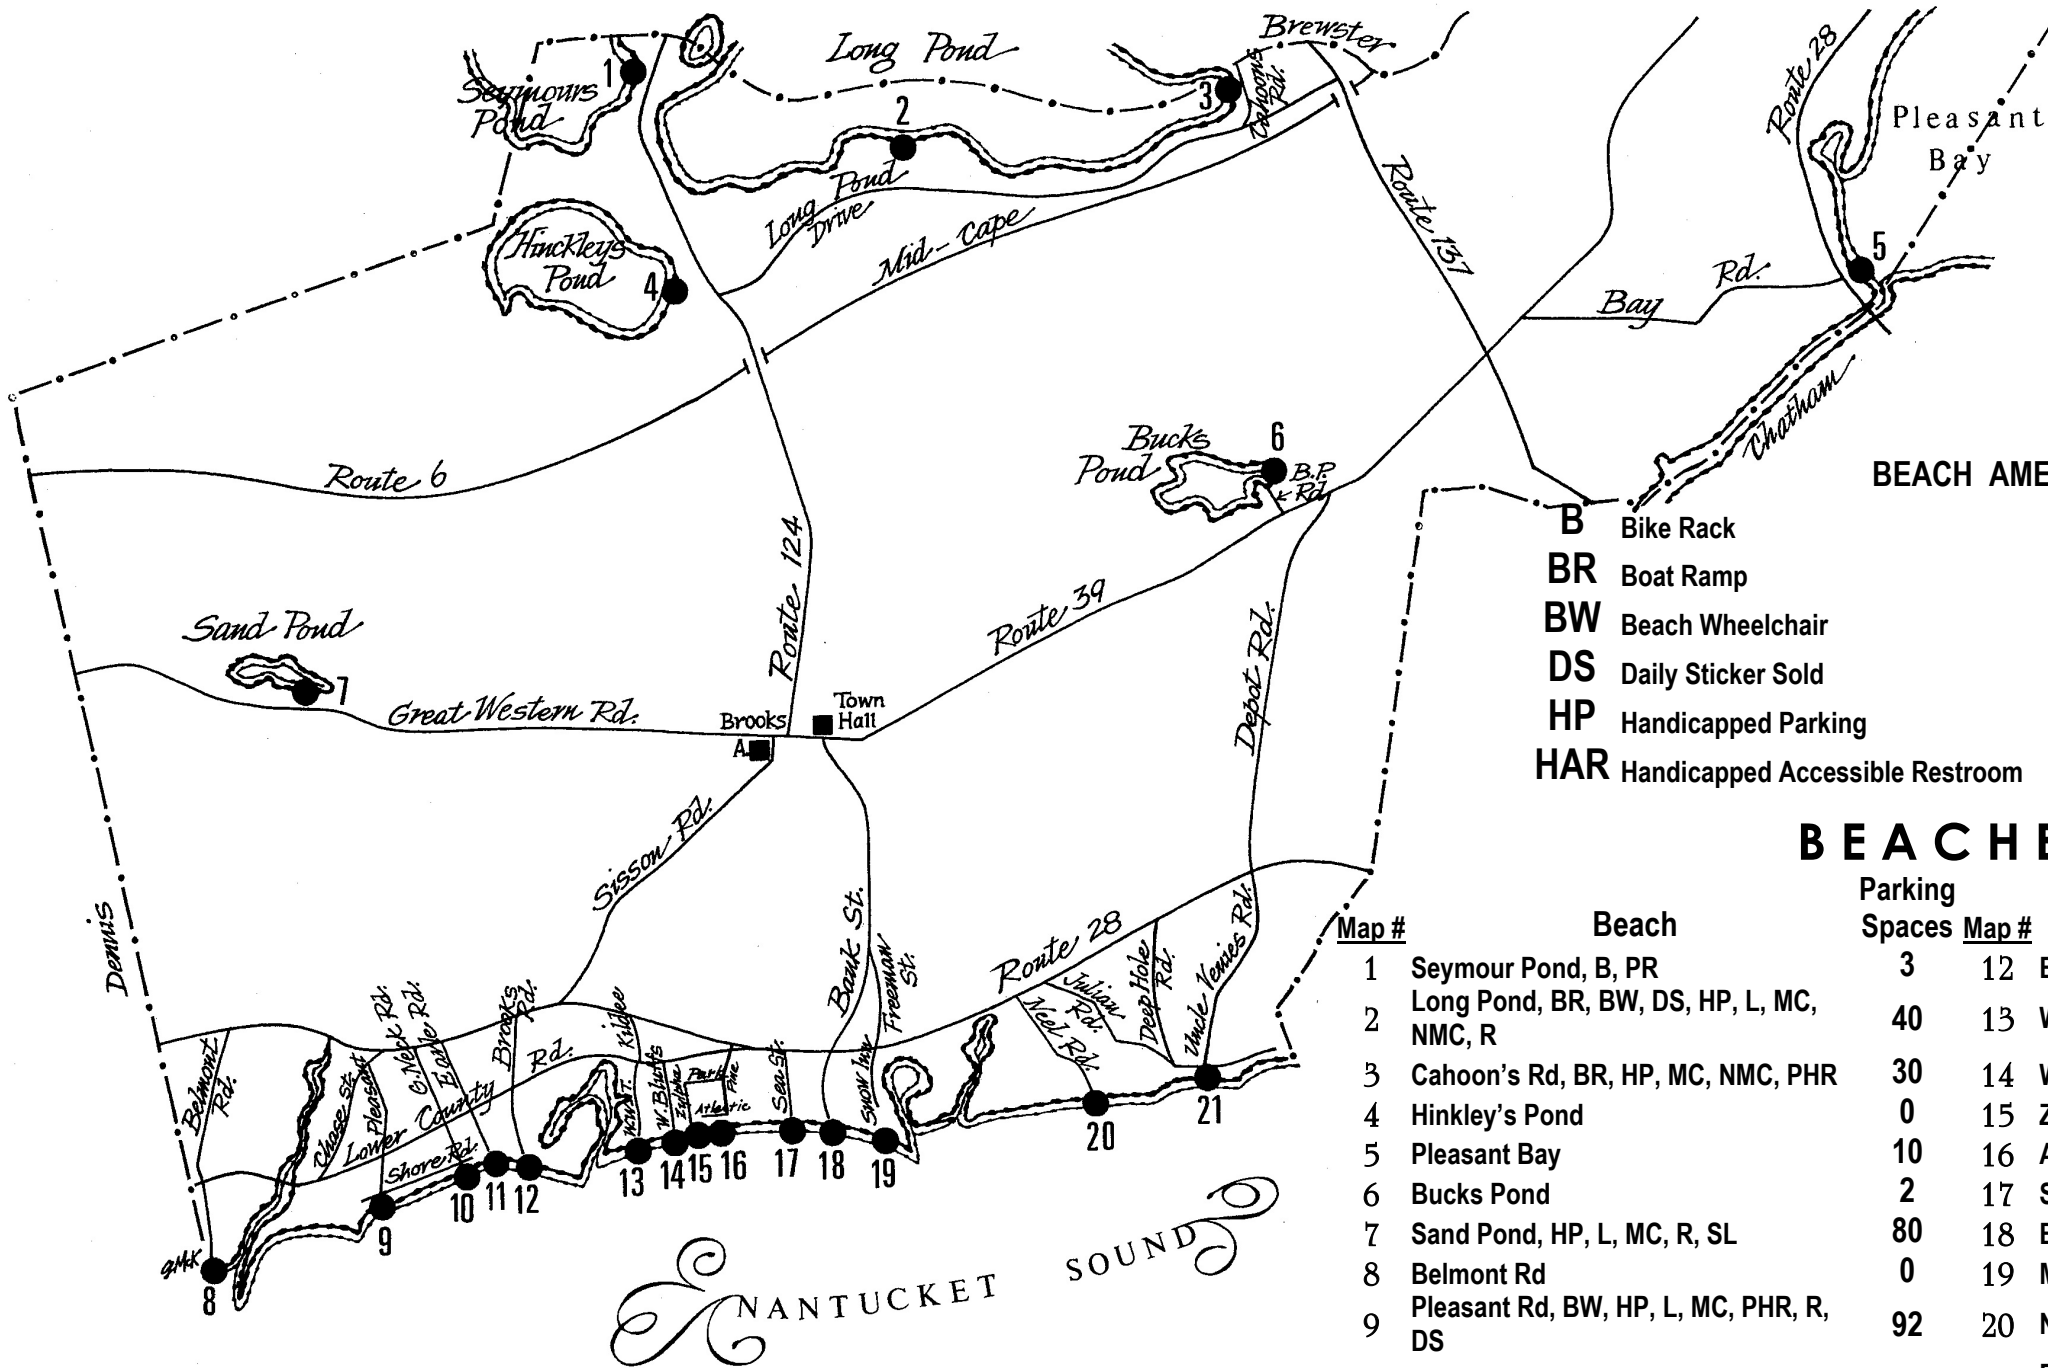 Brewster
Long Pond
Route 28
1
Seymours
Pond
2
3
Cahoons
Rd.
Pleasant
Bay
Long Pond
Drive
Mid-Cape
Route 137
Hinckleys
Pond
4
5
Bay Rd.
Chatham
Route 6
Bucks
Pond
6
B.P.
Rd.
Route 124
Route 39
Depot Rd.
Sand Pond
7
Great Western Rd.
Brooks
A.
Town
Hall
Sisson Rd.
Dennis
Bank St.
Freeman
St.
Route 28
Julian
Rd.
Neel Rd.
Deep Hole
Rd.
Uncle Venies Rd.
Belmont
Rd.
Chase St.
Pleasant Rd.
O. Neck Rd.
Earle Rd.
Brooks
Rd.
Lower County Rd.
Shore Rd.
Kildee
W. Bluffs
Zylpha
Park
Pine
Atlantic
Sea St.
Snow Inn
8
9
10
11
12
13
14
15
16
17
18
19
20
21
NANTUCKET SOUND
BEACH AME
B Bike Rack
BR Boat Ramp
BW Beach Wheelchair
DS Daily Sticker Sold
HP Handicapped Parking
HAR Handicapped Accessible Restroom
BEACHE
Parking
Map # Beach Spaces Map #
1 Seymour Pond, B, PR 3 12
2 Long Pond, BR, BW, DS, HP, L, MC,
NMC, R 40 13
3 Cahoon's Rd, BR, HP, MC, NMC, PHR 30 14
4 Hinkley's Pond 0 15
5 Pleasant Bay 10 16
6 Bucks Pond 2 17
7 Sand Pond, HP, L, MC, R, SL 80 18
8 Belmont Rd 0 19
9 Pleasant Rd, BW, HP, L, MC, PHR, R,
DS 92 20